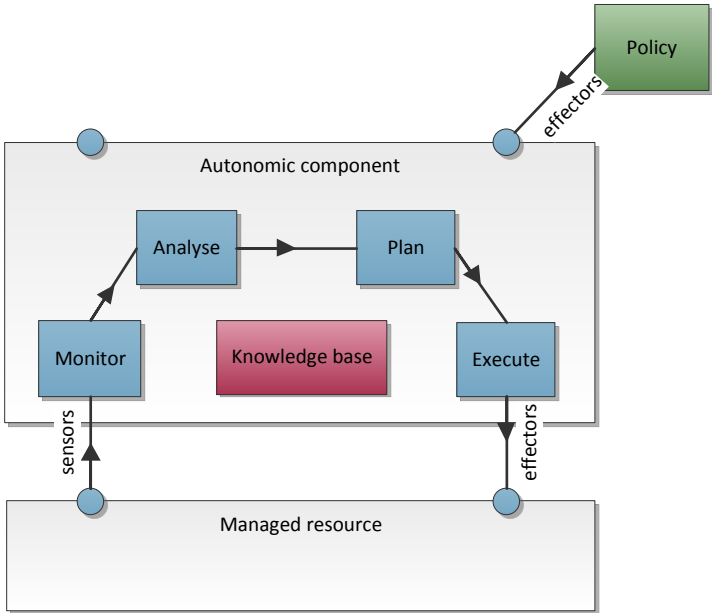 Policy
effectors
Autonomic component
Analyse
Plan
Monitor
Knowledge base
Execute
sensors
effectors
Managed resource